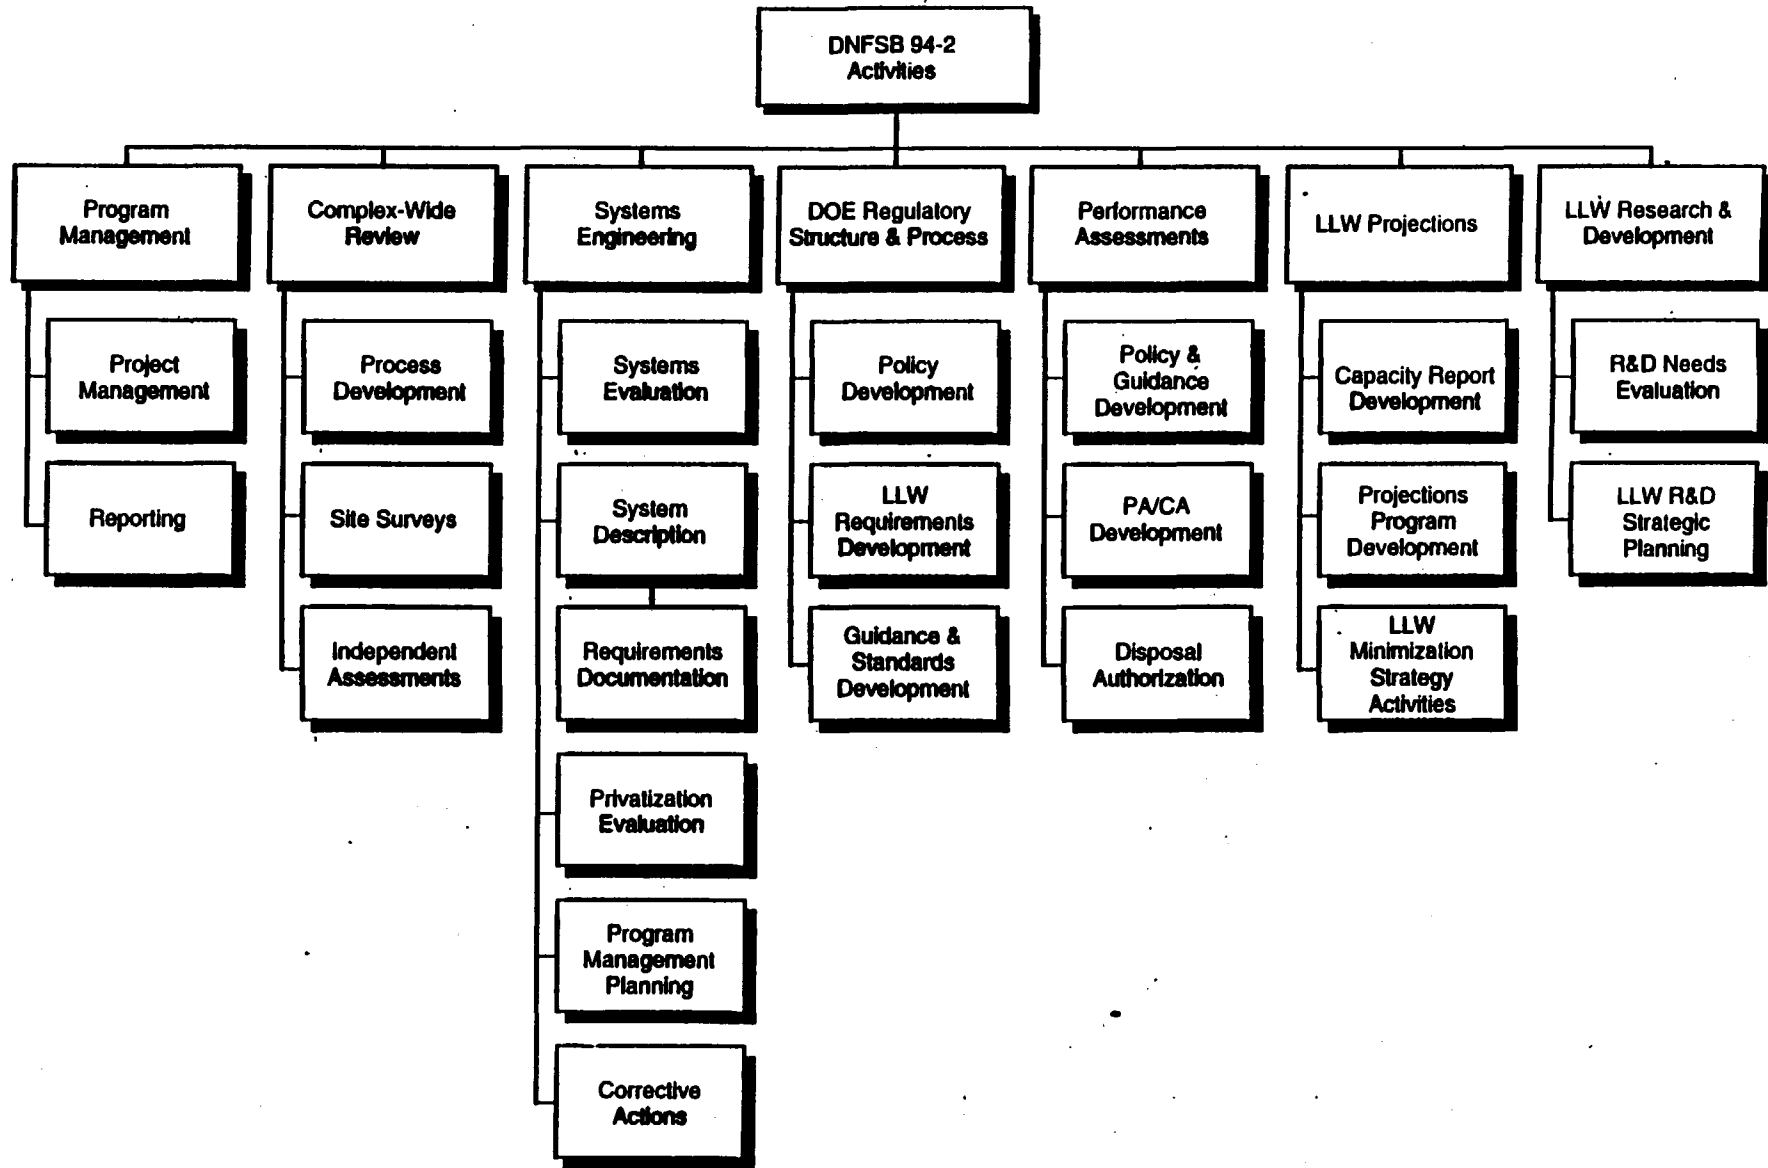 DNFSB 94-2
Activities
Program
Management
Complex-Wide
Review
Systems
Engineering
DOE Regulatory
Structure & Process
Performance
Assessments
LLW Projections
LLW Research &
Development
Project
Management
Reporting
Process
Development
Site Surveys
Independent
Assessments
Systems
Evaluation
System
Description
Requirements
Documentation
Privatization
Evaluation
Program
Management
Planning
Corrective
Actions
Policy
Development
LLW
Requirements
Development
Guidance &
Standards
Development
Policy &
Guidance
Development
PA/CA
Development
Disposal
Authorization
Capacity Report
Development
Projections
Program
Development
LLW
Minimization
Strategy
Activities
R&D Needs
Evaluation
LLW R&D
Strategic
Planning